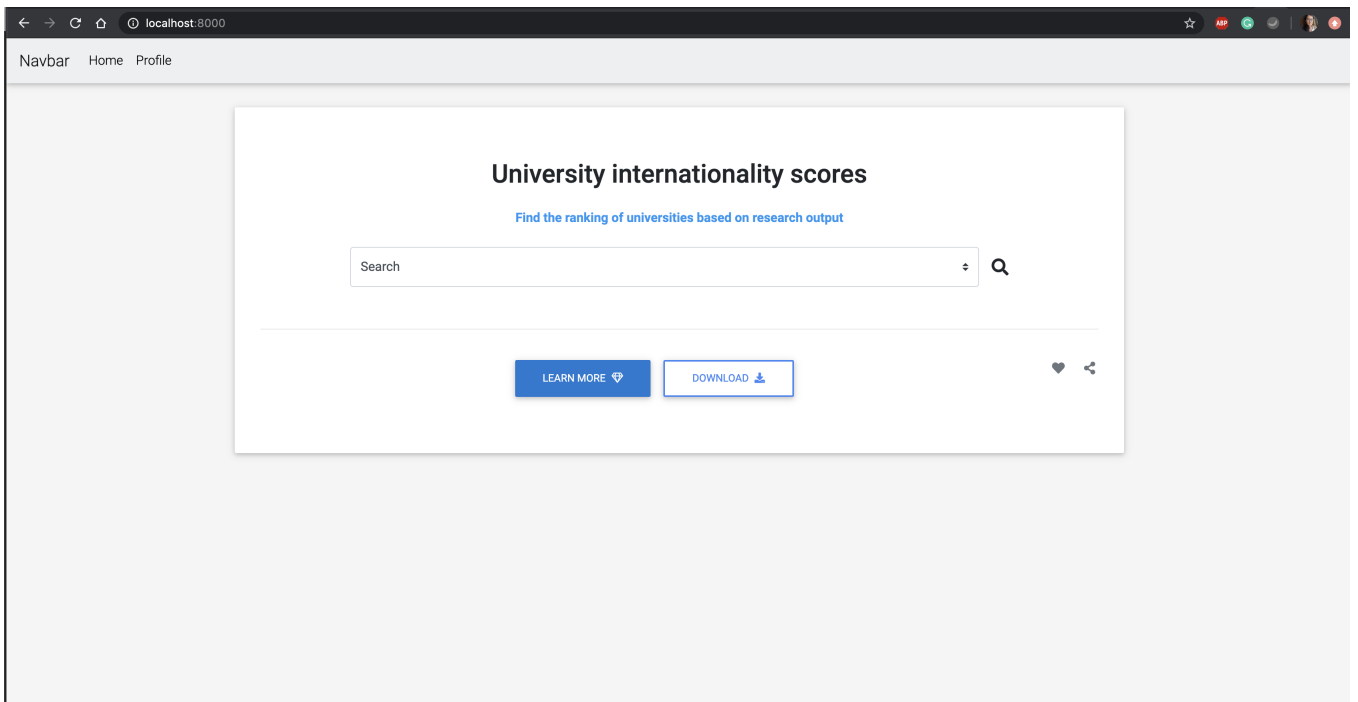 localhost:8000
ABP
G
Navbar Home Profile
University internationality scores
Find the ranking of universities based on research output
Search
LEARN MORE
DOWNLOAD